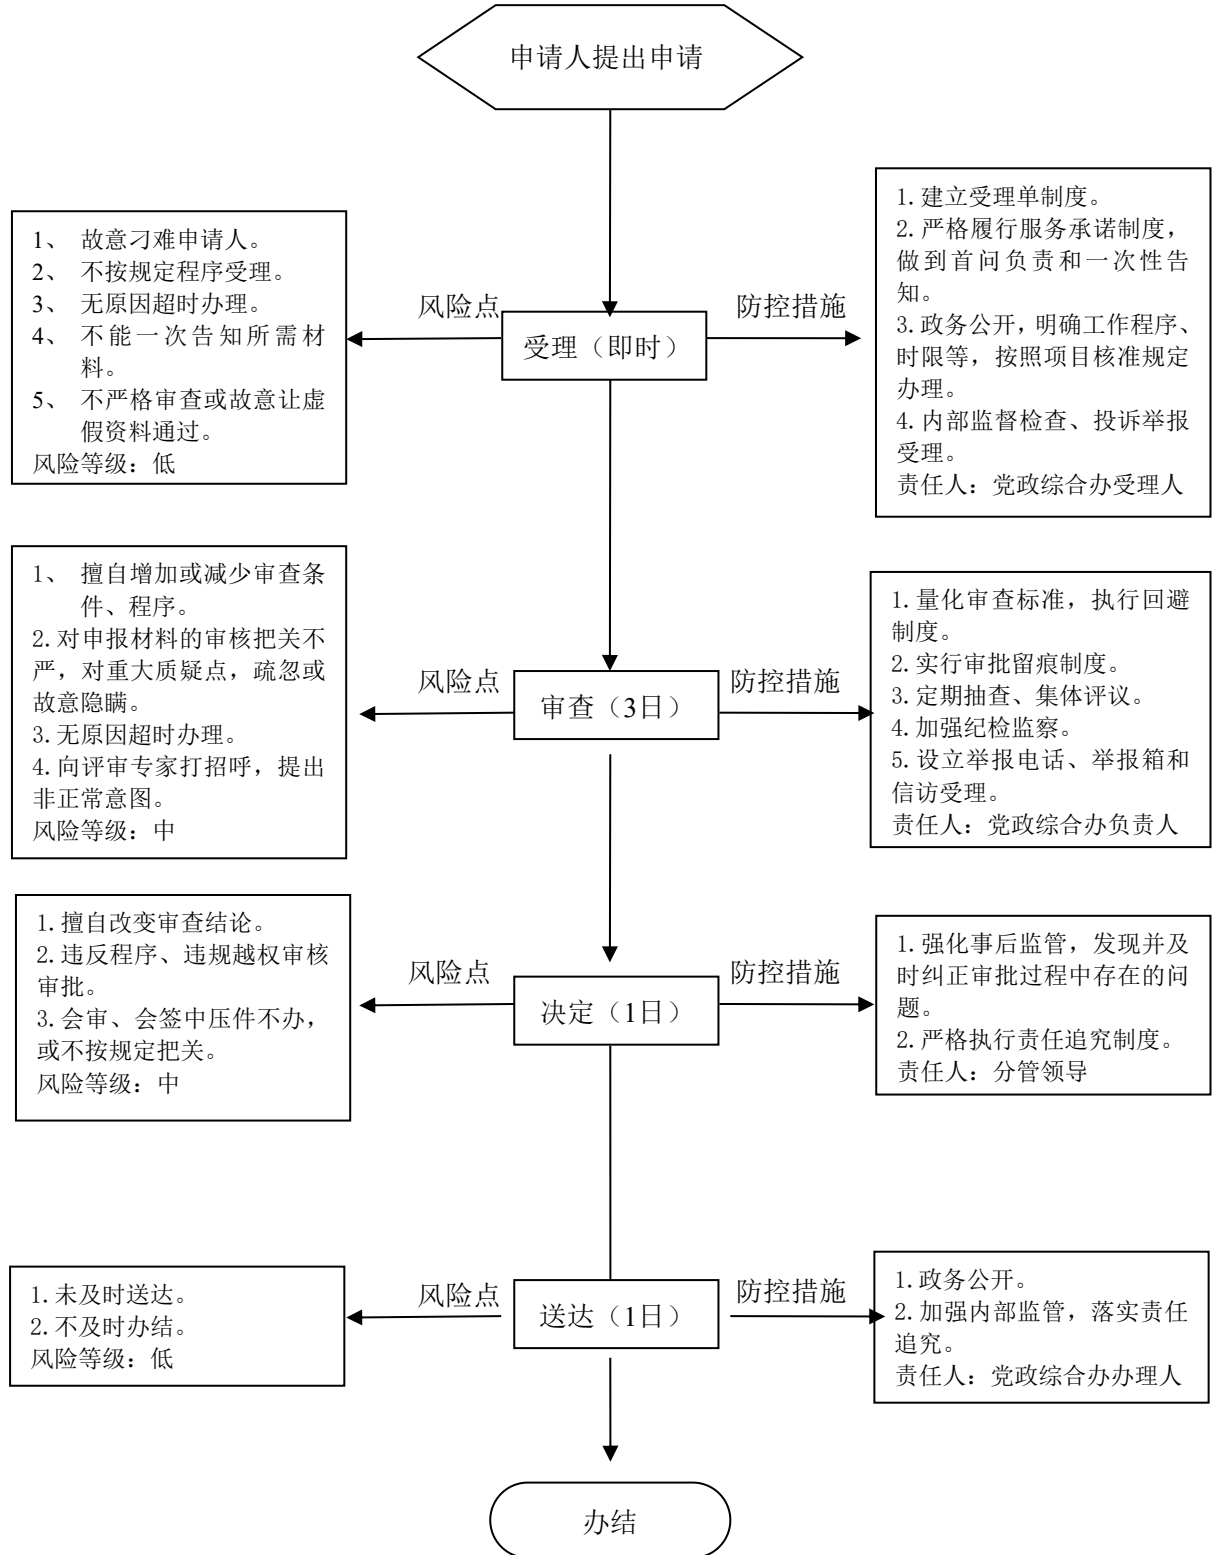 申请人提出申请
1、 故意刁难申请人。
2、 不按规定程序受理。
3、 无原因超时办理。
4、 不能一次告知所需材
料。
5、 不严格审查或故意让虚
假资料通过。
风险等级：低
风险点
受理（即时）
防控措施
1.建立受理单制度。
2.严格履行服务承诺制度，
做到首问负责和一次性告
知。
3.政务公开，明确工作程序、
时限等，按照项目核准规定
办理。
4.内部监督检查、投诉举报
受理。
责任人：党政综合办受理人
1、 擅自增加或减少审查条
件、程序。
2.对申报材料的审核把关不
严，对重大质疑点，疏忽或
故意隐瞒。
3.无原因超时办理。
4.向评审专家打招呼，提出
非正常意图。
风险等级：中
风险点
审查（3日）
防控措施
1.量化审查标准，执行回避
制度。
2.实行审批留痕制度。
3.定期抽查、集体评议。
4.加强纪检监察。
5.设立举报电话、举报箱和
信访受理。
责任人：党政综合办负责人
1.擅自改变审查结论。
2.违反程序、违规越权审核
审批。
3.会审、会签中压件不办，
或不按规定把关。
风险等级：中
风险点
决定（1日）
防控措施
1.强化事后监管，发现并及
时纠正审批过程中存在的问
题。
2.严格执行责任追究制度。
责任人：分管领导
1.未及时送达。
2.不及时办结。
风险等级：低
风险点
送达（1日）
防控措施
1.政务公开。
2.加强内部监管，落实责任
追究。
责任人：党政综合办办理人
办结